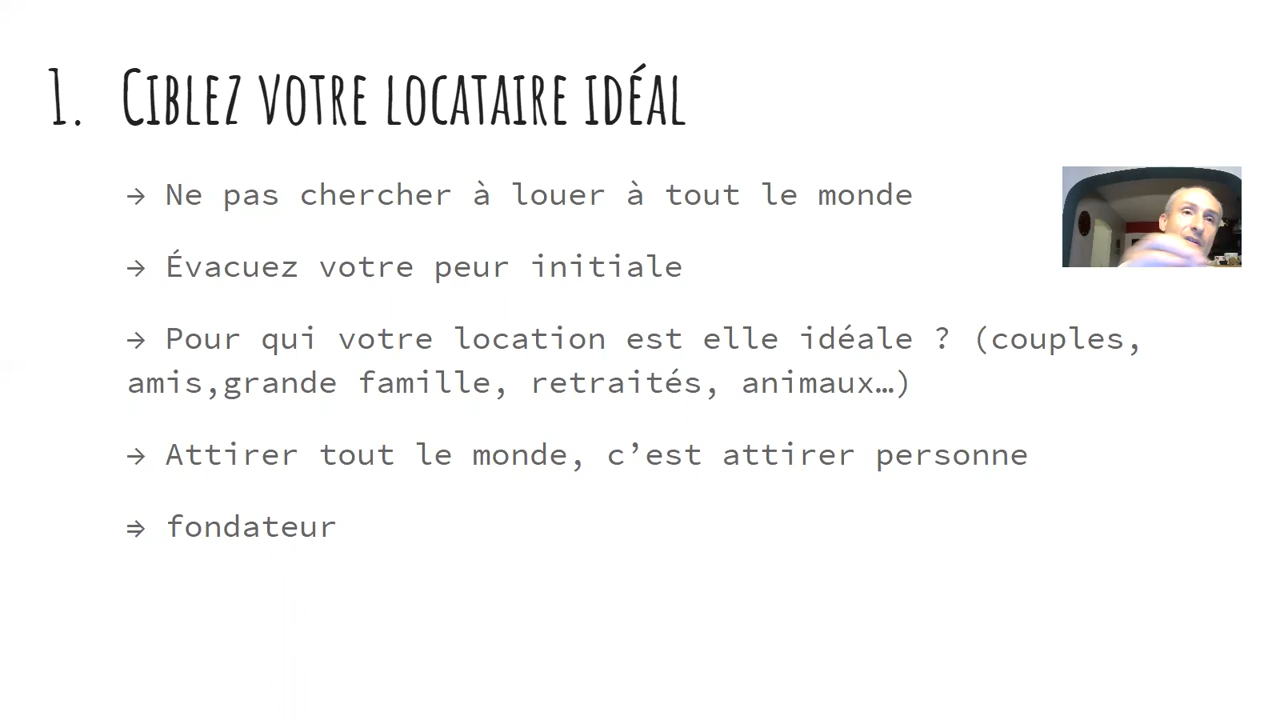 1. Ciblez votre locataire idéal
→ Ne pas chercher à louer à tout le monde
→ Évacuez votre peur initiale
→ Pour qui votre location est elle idéale ? (couples,
amis,grande famille, retraités, animaux…)
→ Attirer tout le monde, c’est attirer personne
⇒ fondateur